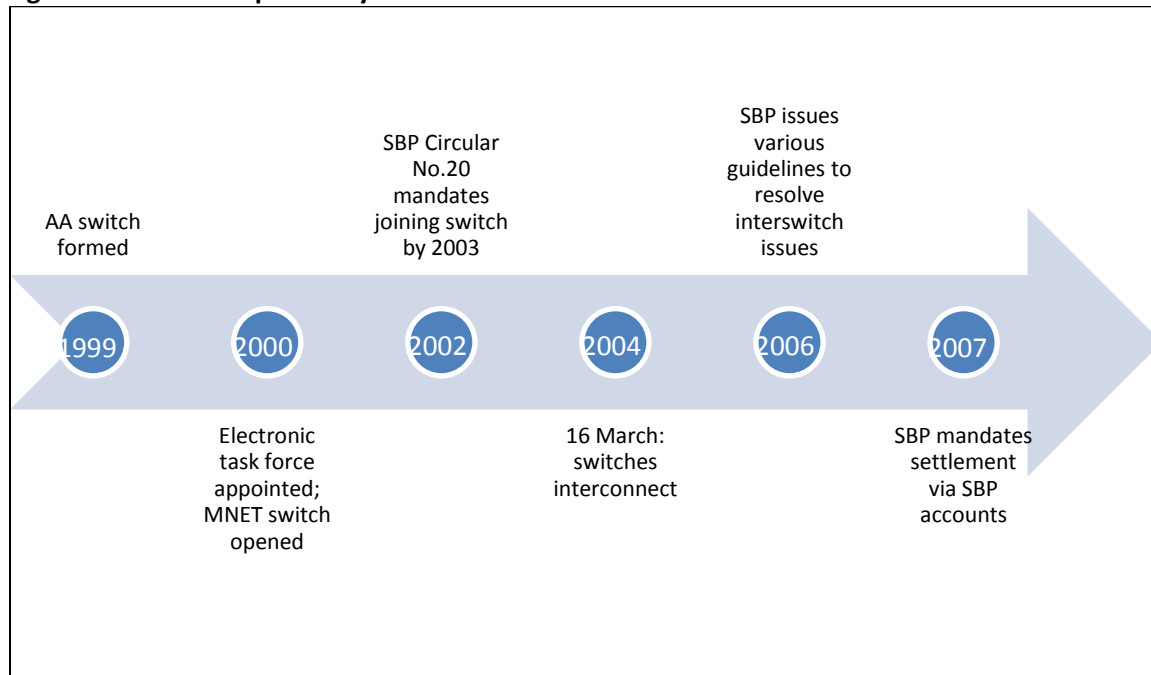 AA switch
formed
SBP Circular
No.20
mandates
joining switch
by 2003
SBP issues
various
guidelines to
resolve
interswitch
issues
1999
2000
2002
2004
2006
2007
Electronic
task force
appointed;
MNET switch
opened
16 March:
switches
interconnect
SBP mandates
settlement
via SBP
accounts